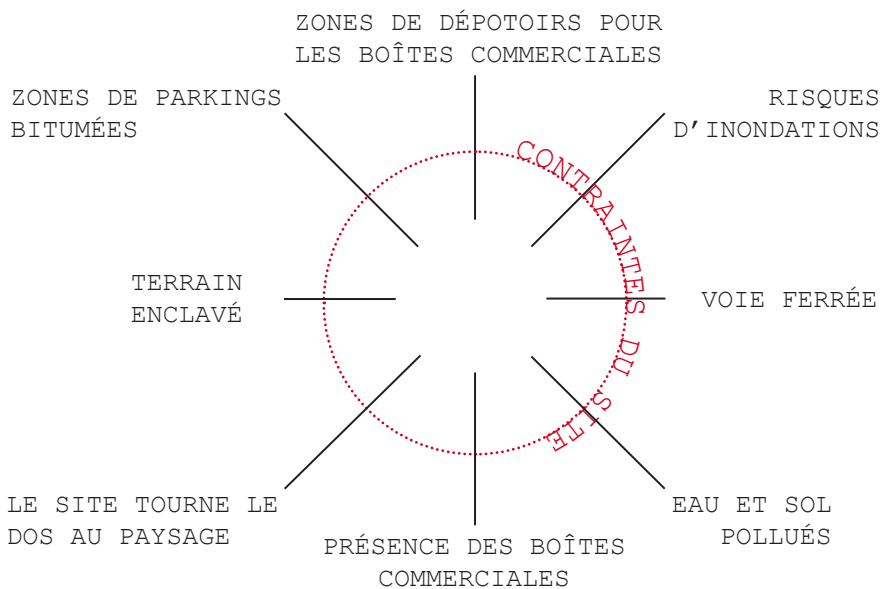 ZONES DE DÉPOTOIRS POUR
LES BOÎTES COMMERCIALES
ZONES DE PARKINGS
BITUMÉES
RISQUES
D'INONDATIONS
CONTRAINTES DU SITE
TERRAIN
ENCLAVÉ
VOIE FERRÉE
LE SITE TOURNE LE
DOS AU PAYSAGE
EAU ET SOL
POLLUÉS
PRÉSENCE DES BOÎTES
COMMERCIALES